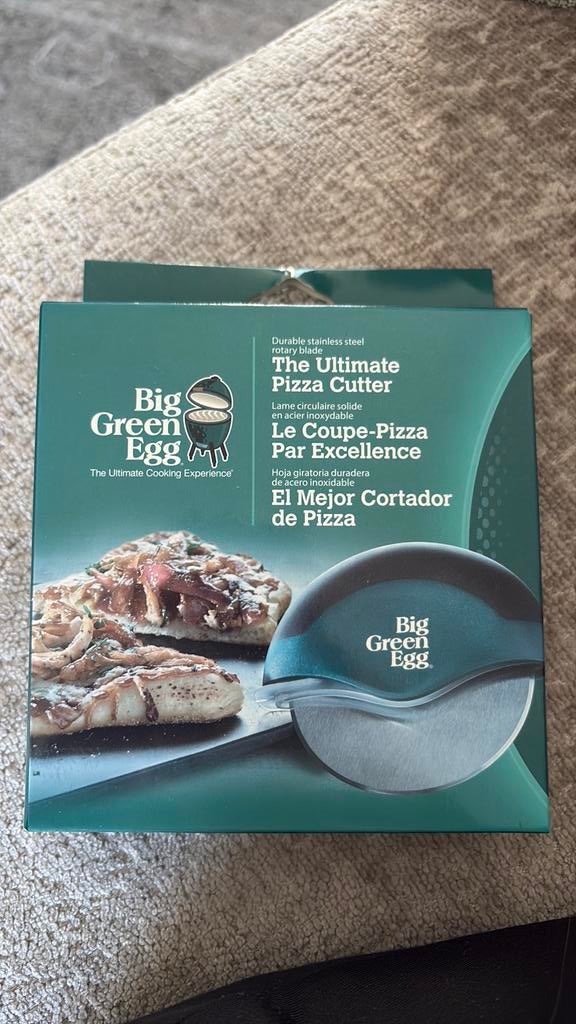 Big
Green
Egg®
The Ultimate Cooking Experience®
Durable stainless steel
rotary blade
The Ultimate
Pizza Cutter
Lame circulaire solide
en acier inoxydable
Le Coupe-Pizza
Par Excellence
Hoja giratoria duradera
de acero inoxidable
El Mejor Cortador
de Pizza
Big
Green
Egg®